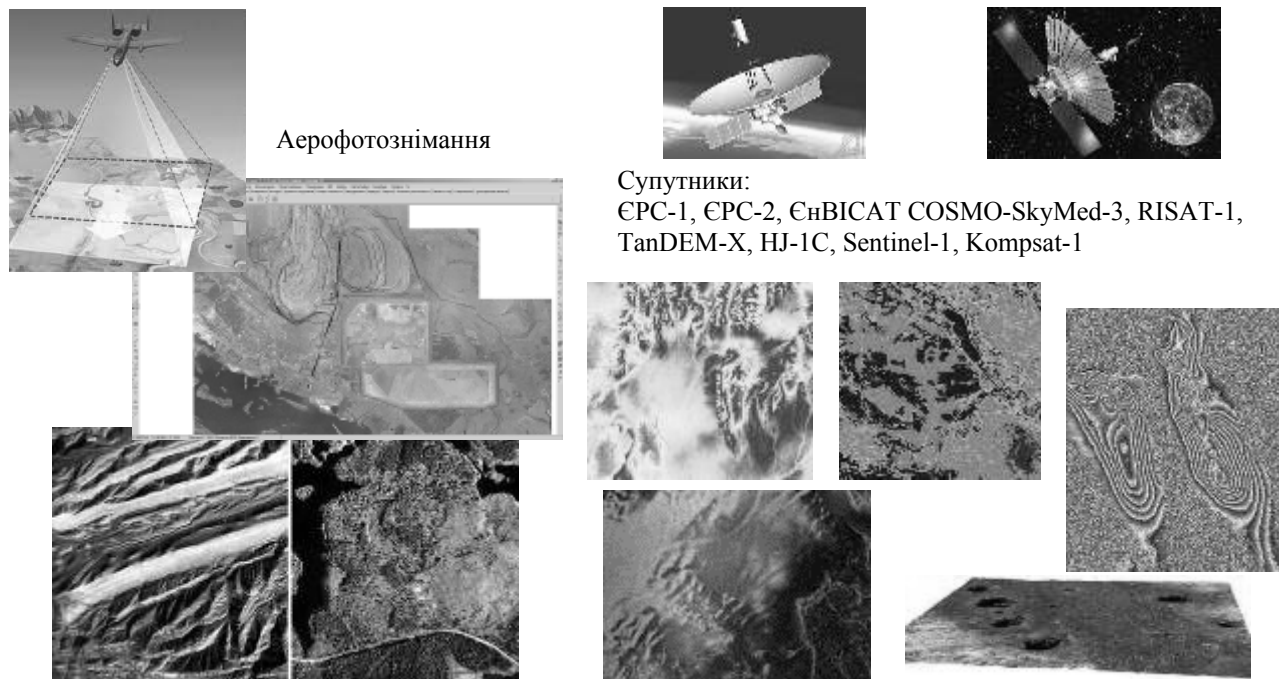 Аерофотознімання
Супутники:
ЄРС-1, ЄРС-2, ЄнВІСАТ COSMO-SkyMed-3, RISAT-1,
TanDEM-X, HJ-1C, Sentinel-1, Kompsat-1